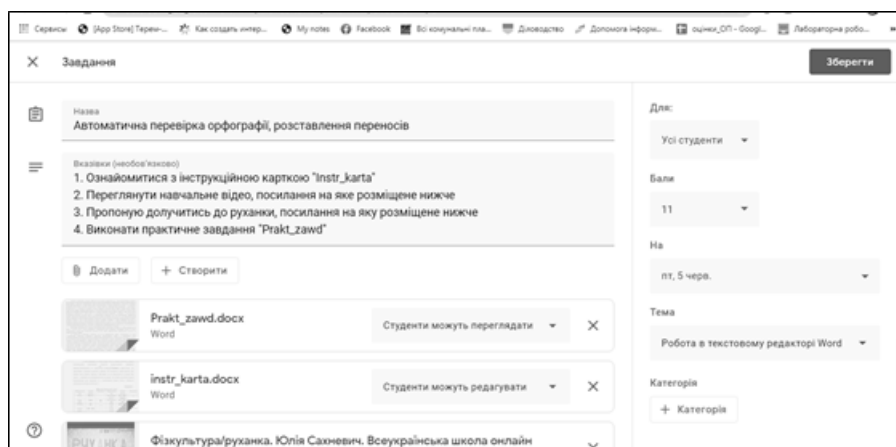 Сервисы [App Store] Терем-... Как создать интер... My notes Facebook Всі комунальні пла... Діловодство Допомога інформ... оцінки_ОП - Googl... Лабораторна робо...
Завдання
Зберегти
Назва
Автоматична перевірка орфографії, розставлення переносів
Вказівки (необов'язково)
1. Ознайомитися з інструкційною карткою "Instr_karta"
2. Переглянути навчальне відео, посилання на яке розміщене нижче
3. Пропоную долучитись до руханки, посилання на яку розміщене нижче
4. Виконати практичне завдання "Prakt_zawd"
Додати + Створити
Prakt_zawd.docx
Word
Студенти можуть переглядати
instr_karta.docx
Word
Студенти можуть редагувати
РУХАНКА
Фізкультура/руханка. Юлія Сахневич. Всеукраїнська школа онлайн
Для:
Усі студенти
Бали
11
На
пт, 5 черв.
Тема
Робота в текстовому редакторі Word
Категорія
+ Категорія